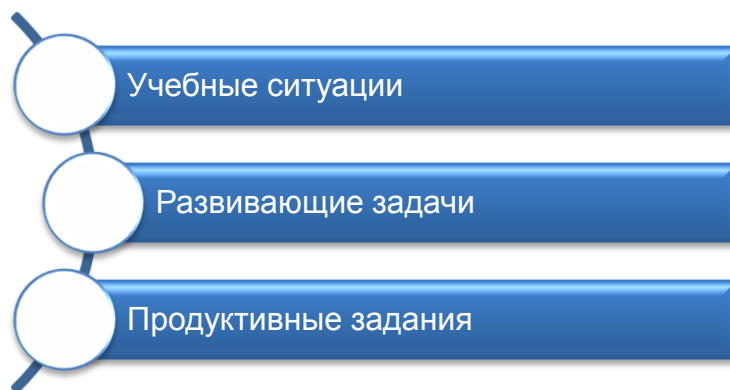 Учебные ситуации
Развивающие задачи
Продуктивные задания